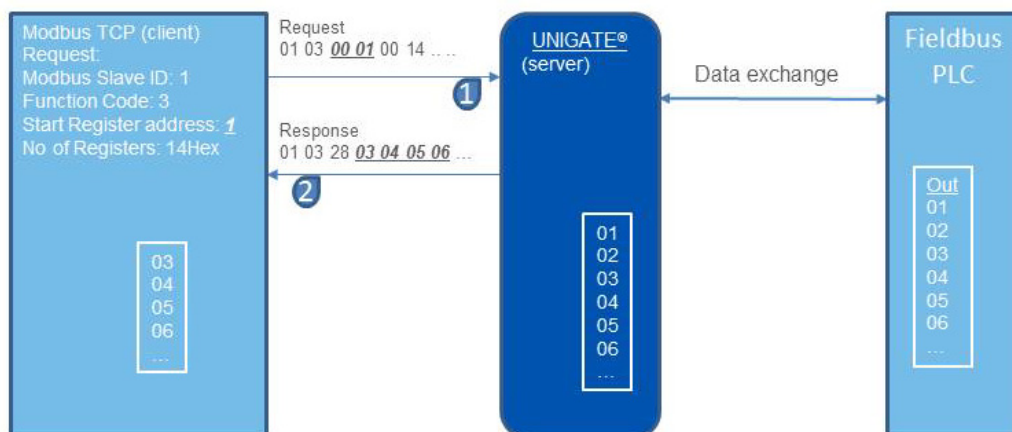 Modbus TCP (client)
Request:
Modbus Slave ID: 1
Function Code: 3
Start Register address: 1
No of Registers: 14Hex
03
04
05
06
...
Request
01 03 00 01 00 14 .. ..
1
Response
01 03 28 03 04 05 06 ...
2
UNIGATE®
(server)
01
02
03
04
05
06
...
Data exchange
Fieldbus
PLC
Out
01
02
03
04
05
06
...